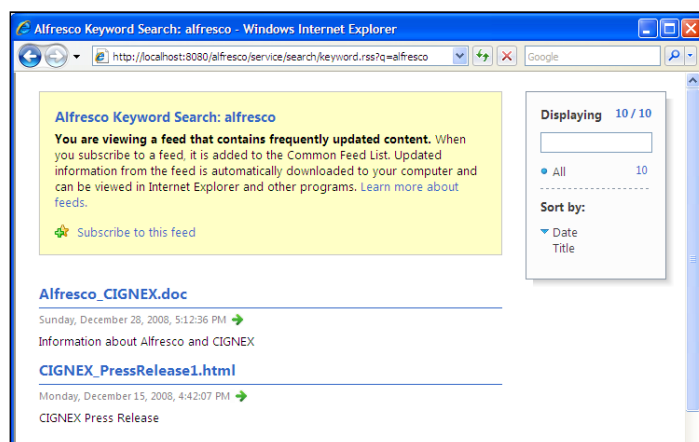 Alfresco Keyword Search: alfresco - Windows Internet Explorer
http://localhost:8080/alfresco/service/search/keyword.rss?q=alfresco
Google
Alfresco Keyword Search: alfresco
You are viewing a feed that contains frequently updated content. When
you subscribe to a feed, it is added to the Common Feed List. Updated
information from the feed is automatically downloaded to your computer and
can be viewed in Internet Explorer and other programs. Learn more about
feeds.
Subscribe to this feed
Displaying 10 / 10
All 10
Sort by:
Date
Title
Alfresco_CIGNEX.doc
Sunday, December 28, 2008, 5:12:36 PM
Information about Alfresco and CIGNEX
CIGNEX_PressRelease1.html
Monday, December 15, 2008, 4:42:07 PM
CIGNEX Press Release